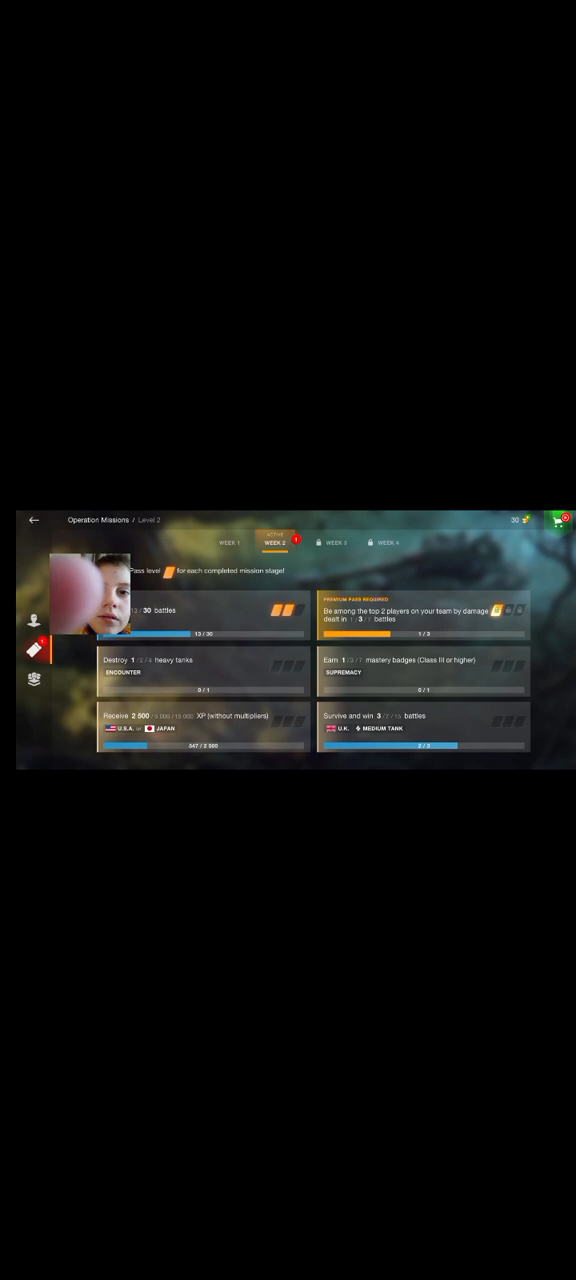 Operation Missions / Level 2
30
WEEK 1
ACTIVE
WEEK 2
1
WEEK 3
WEEK 4
Pass level for each completed mission stage!
/ 30 battles
13 / 30
PREMIUM PASS REQUIRED
Be among the top 2 players on your team by damage
dealt in 1 / 3 / battles
1 / 3
Destroy 1 / 2 / 4 heavy tanks
ENCOUNTER
0 / 1
Earn 1 / 3 / 7 mastery badges (Class III or higher)
SUPREMACY
0 / 1
Receive 2 500 / / 15 000 XP (without multipliers)
U.S.A. or JAPAN
847 / 2 500
Survive and win 3 / 7 / 15 battles
U.K. MEDIUM TANK
2 / 3
1